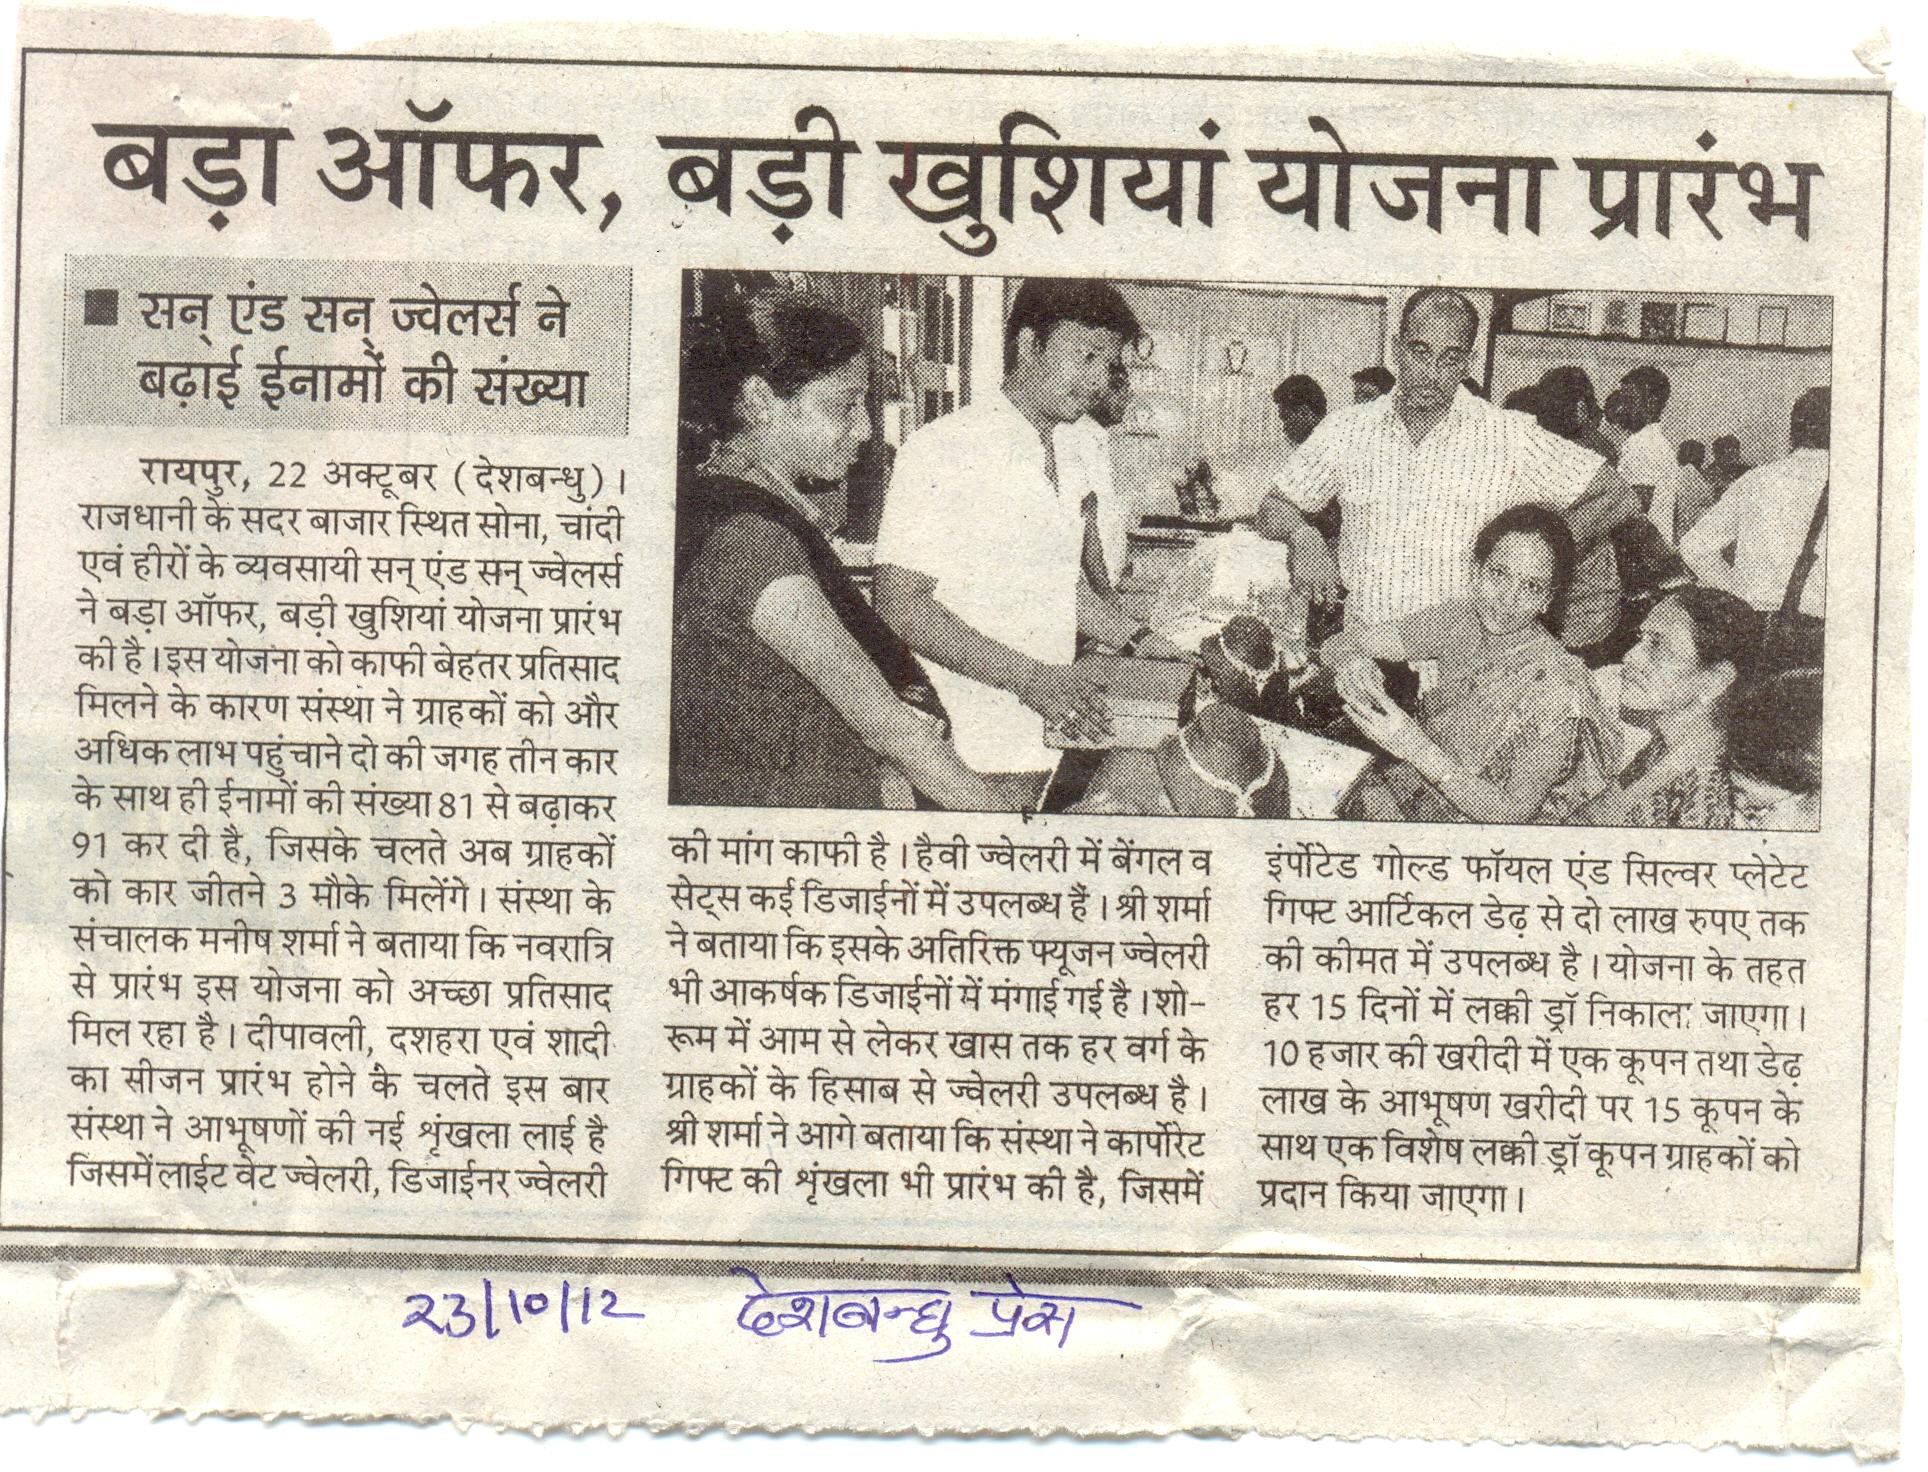 बड़ा ऑफर, बड़ी खुशियां योजना प्रारंभ
■ सन् एंड सन् ज्वेलर्स ने
बढ़ाई ईनामों की संख्या
रायपुर, 22 अक्टूबर (देशबन्धु)।
राजधानी के सदर बाजार स्थित सोना, चांदी
एवं हीरों के व्यवसायी सन् एंड सन् ज्वेलर्स
ने बड़ा ऑफर, बड़ी खुशियां योजना प्रारंभ
की है। इस योजना को काफी बेहतर प्रतिसाद
मिलने के कारण संस्था ने ग्राहकों को और
अधिक लाभ पहुंचाने दो की जगह तीन कार
के साथ ही ईनामों की संख्या 81 से बढ़ाकर
91 कर दी है, जिसके चलते अब ग्राहकों
को कार जीतने 3 मौके मिलेंगे। संस्था के
संचालक मनीष शर्मा ने बताया कि नवरात्रि
से प्रारंभ इस योजना को अच्छा प्रतिसाद
मिल रहा है। दीपावली, दशहरा एवं शादी
का सीजन प्रारंभ होने के चलते इस बार
संस्था ने आभूषणों की नई शृंखला लाई है
जिसमें लाईट वेट ज्वेलरी, डिजाईनर ज्वेलरी
की मांग काफी है। हैवी ज्वेलरी में बेंगल व
सेट्स कई डिजाईनों में उपलब्ध हैं। श्री शर्मा
ने बताया कि इसके अतिरिक्त फ्यूजन ज्वेलरी
भी आकर्षक डिजाईनों में मंगाई गई है। शो-
रूम में आम से लेकर खास तक हर वर्ग के
ग्राहकों के हिसाब से ज्वेलरी उपलब्ध है।
श्री शर्मा ने आगे बताया कि संस्था ने कार्पोरेट
गिफ्ट की शृंखला भी प्रारंभ की है, जिसमें
इंर्पोटेड गोल्ड फॉयल एंड सिल्वर प्लेटेट
गिफ्ट आर्टिकल डेढ़ से दो लाख रुपए तक
की कीमत में उपलब्ध है। योजना के तहत
हर 15 दिनों में लक्की ड्रॉ निकाला जाएगा।
10 हजार की खरीदी में एक कूपन तथा डेढ़
लाख के आभूषण खरीदी पर 15 कूपन के
साथ एक विशेष लक्की ड्रॉ कूपन ग्राहकों को
प्रदान किया जाएगा।
23/10/12 देशबन्धु प्रेस